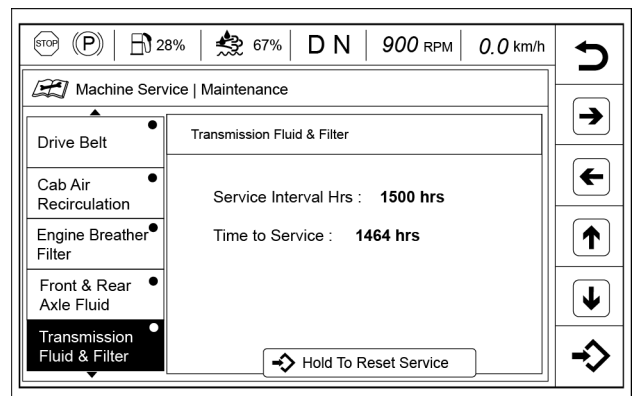 STOP (P) 28% 67% D N 900 RPM 0.0 km/h
Machine Service | Maintenance
Drive Belt
Cab Air
Recirculation
Engine Breather
Filter
Front & Rear
Axle Fluid
Transmission
Fluid & Filter
Transmission Fluid & Filter
Service Interval Hrs : 1500 hrs
Time to Service : 1464 hrs
Hold To Reset Service